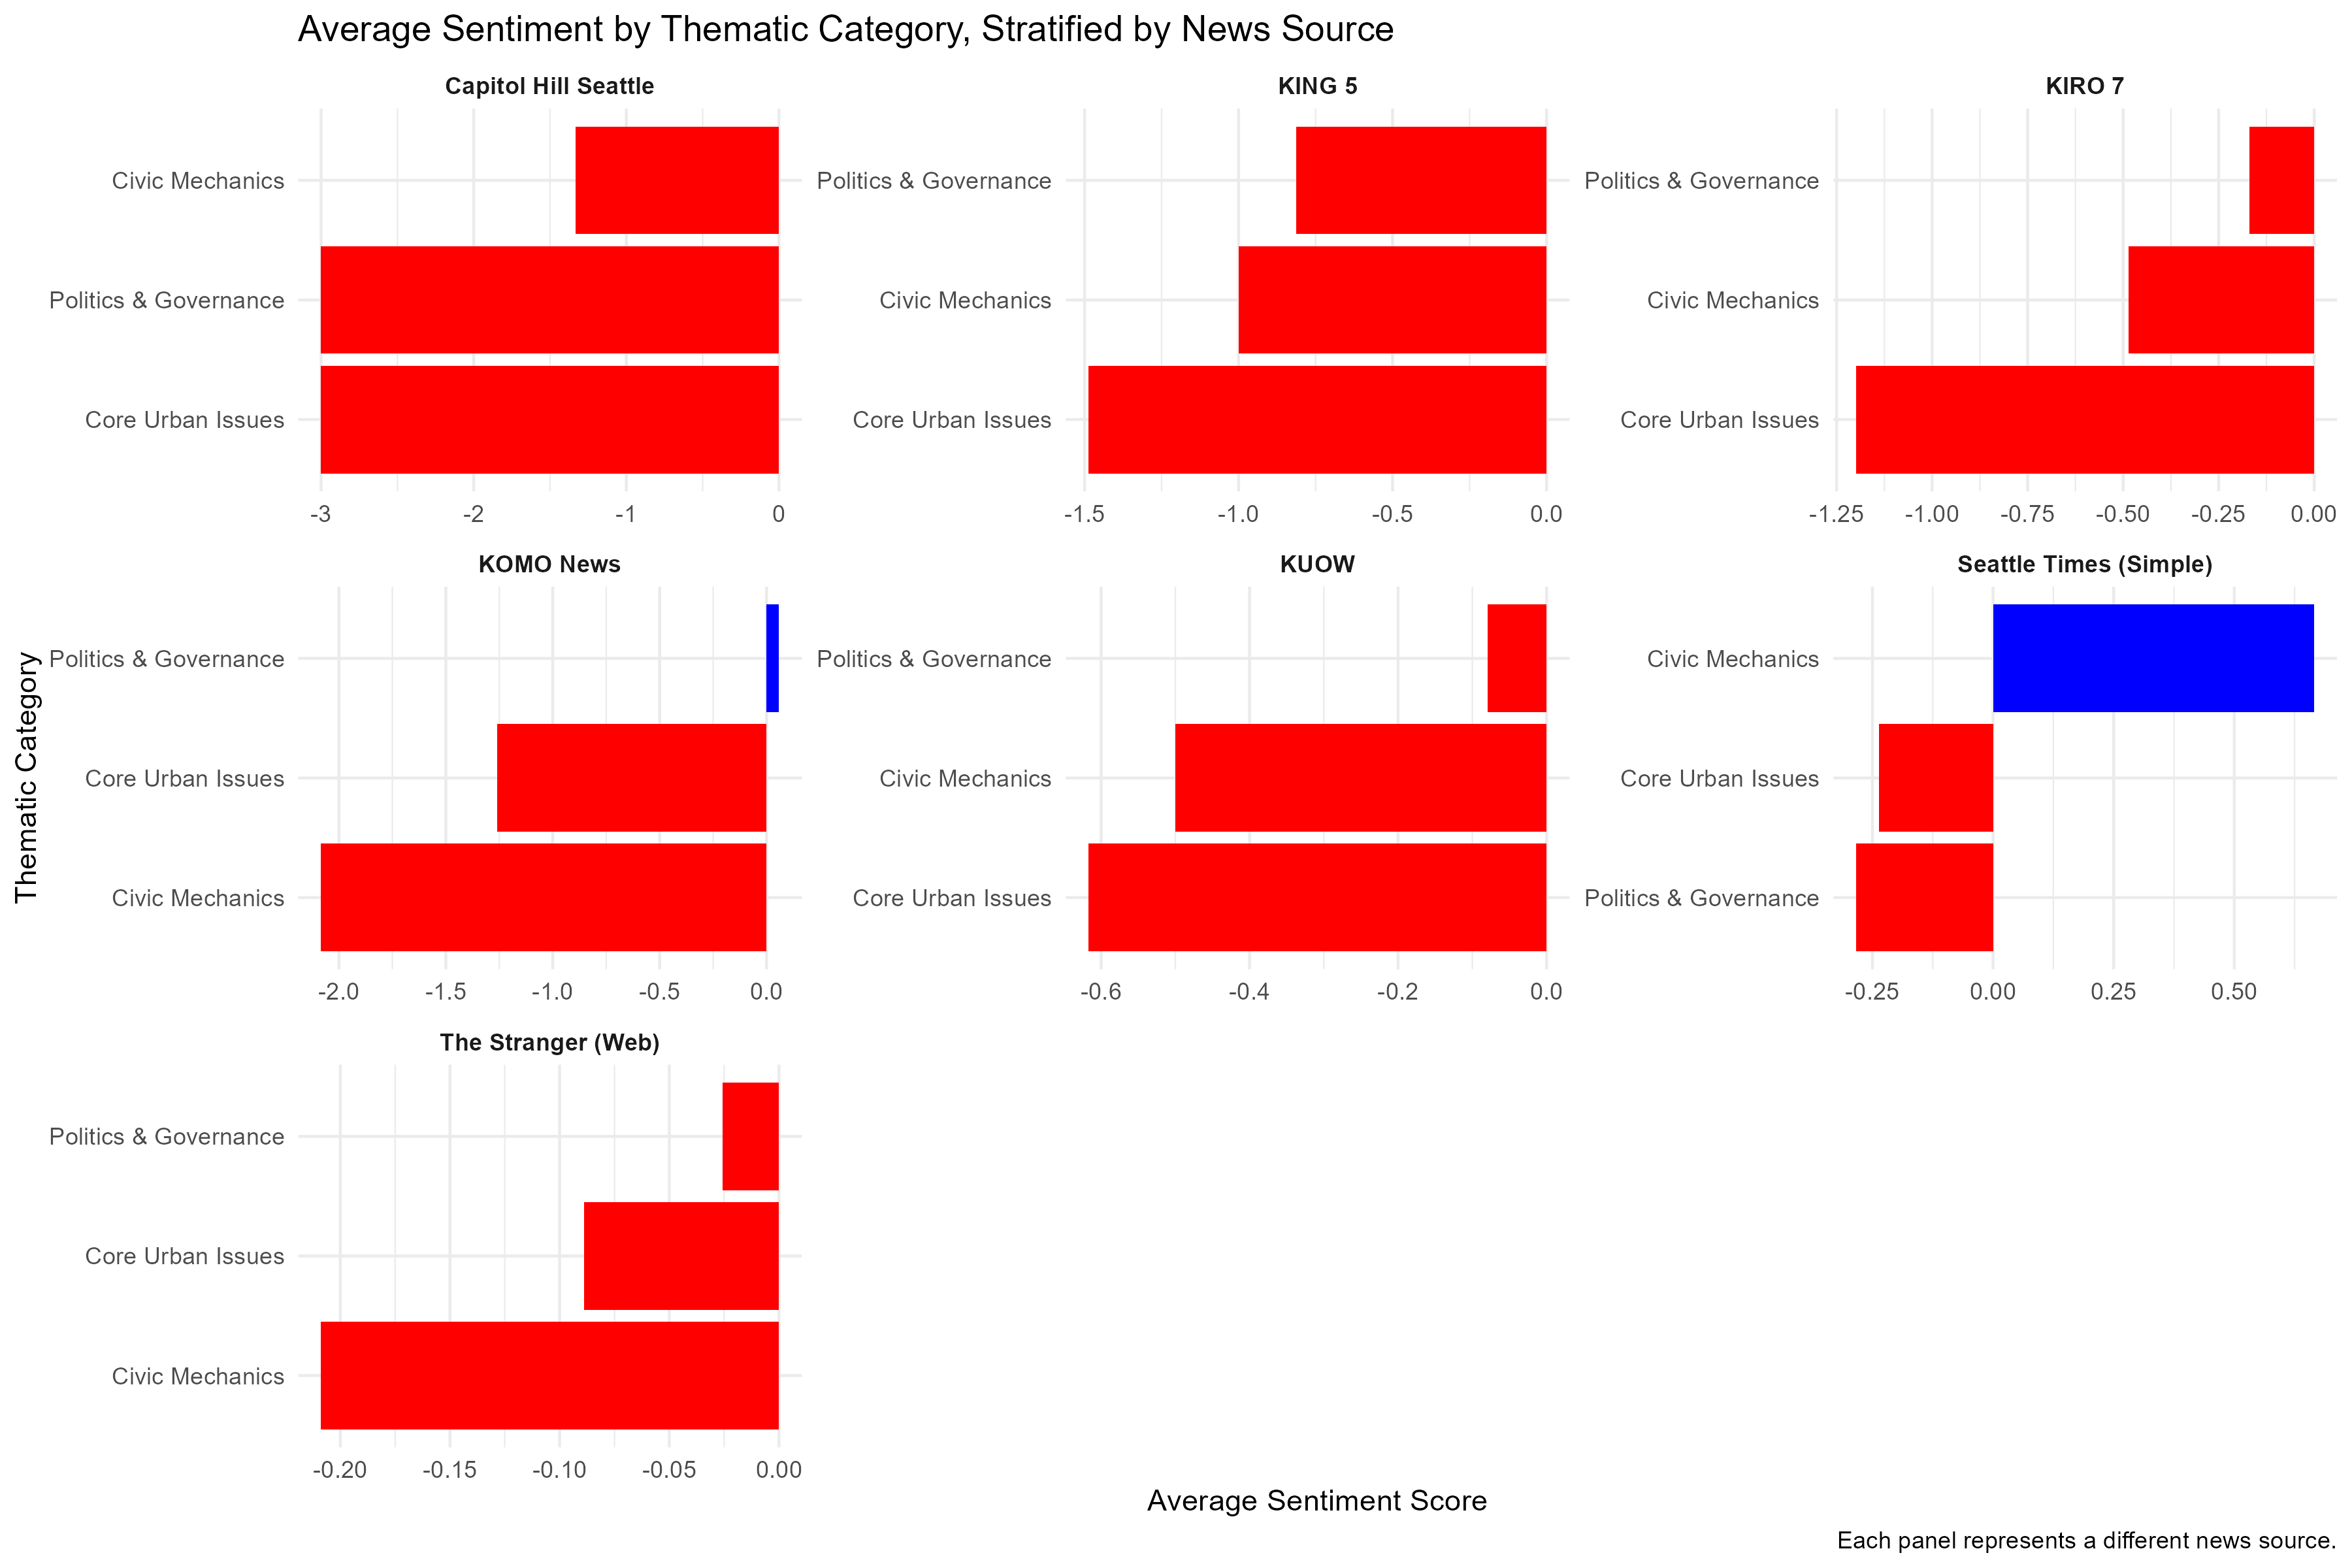 Average Sentiment by Thematic Category, Stratified by News Source
Capitol Hill Seattle
Civic Mechanics
Politics & Governance
Core Urban Issues
-3 -2 -1 0
KING 5
Politics & Governance
Civic Mechanics
Core Urban Issues
-1.5 -1.0 -0.5 0.0
KIRO 7
Politics & Governance
Civic Mechanics
Core Urban Issues
-1.25 -1.00 -0.75 -0.50 -0.25 0.00
Thematic Category
KOMO News
Politics & Governance
Core Urban Issues
Civic Mechanics
-2.0 -1.5 -1.0 -0.5 0.0
KUOW
Politics & Governance
Civic Mechanics
Core Urban Issues
-0.6 -0.4 -0.2 0.0
Seattle Times (Simple)
Civic Mechanics
Core Urban Issues
Politics & Governance
-0.25 0.00 0.25 0.50
The Stranger (Web)
Politics & Governance
Core Urban Issues
Civic Mechanics
-0.20 -0.15 -0.10 -0.05 0.00
Average Sentiment Score
Each panel represents a different news source.